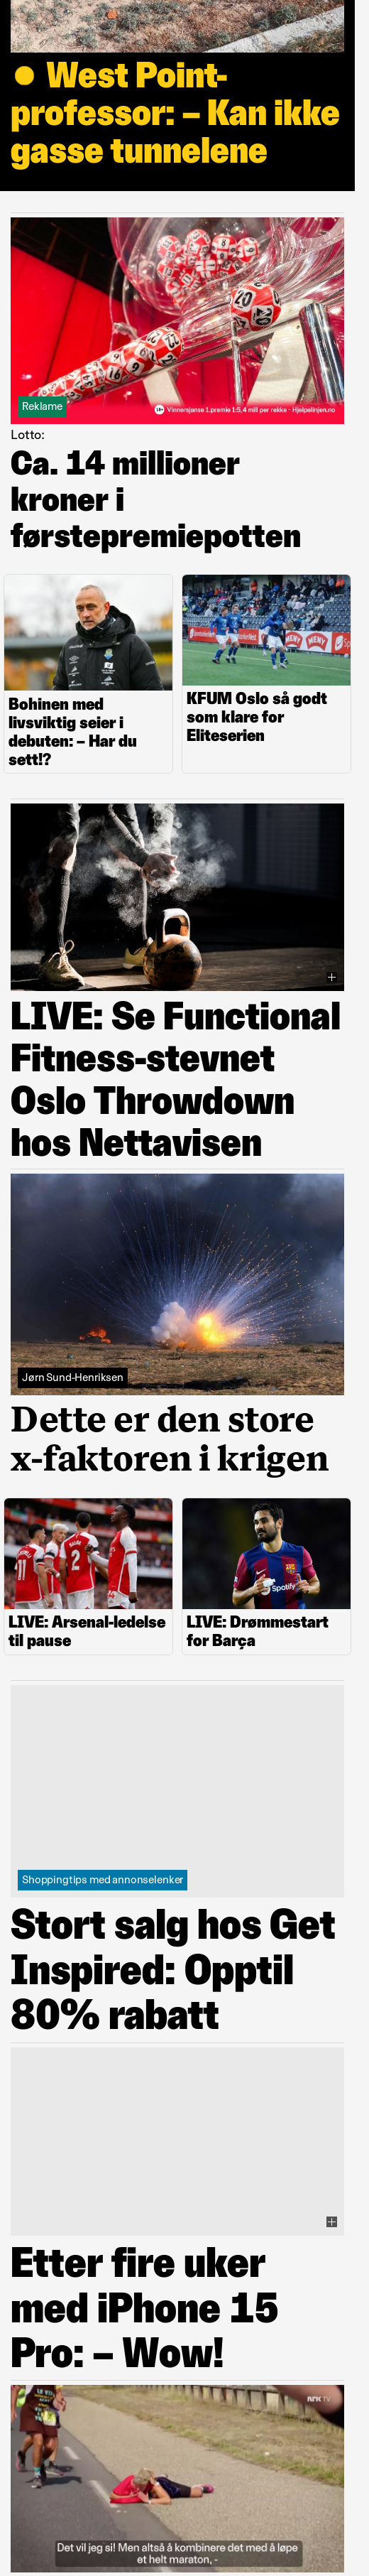 West Point-
professor: – Kan ikke
gasse tunnelene
Reklame
18+ Vinnersjanse 1.premie 1:5,4 mill per rekke - Hjelpelinjen.no
Lotto:
Ca. 14 millioner
kroner i
førstepremiepotten
Bohinen med
livsviktig seier i
debuten: – Har du
sett!?
KFUM Oslo så godt
som klare for
Eliteserien
LIVE: Se Functional
Fitness-stevnet
Oslo Throwdown
hos Nettavisen
Jørn Sund-Henriksen
Dette er den store
x-faktoren i krigen
LIVE: Arsenal-ledelse
til pause
Spotify
LIVE: Drømmestart
for Barça
Shoppingtips med annonselenker
Stort salg hos Get
Inspired: Opptil
80% rabatt
Etter fire uker
med iPhone 15
Pro: – Wow!
NRK TV
Det vil jeg si! Men altså å kombinere det med å løpe
et helt maraton, -